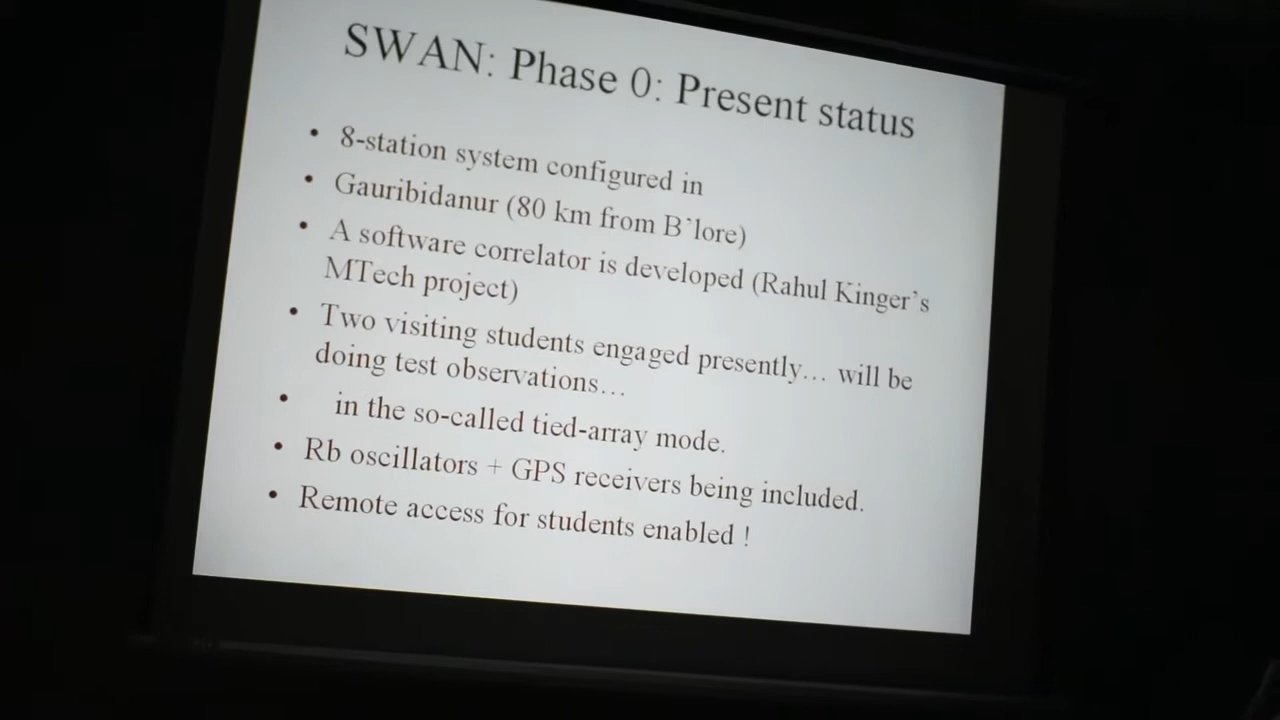 SWAN: Phase 0: Present status
• 8-station system configured in
• Gauribidanur (80 km from B`lore)
• A software correlator is developed (Rahul Kinger's
MTech project)
• Two visiting students engaged presently... will be
doing test observations...
• in the so-called tied-array mode.
• Rb oscillators + GPS receivers being included.
• Remote access for students enabled !